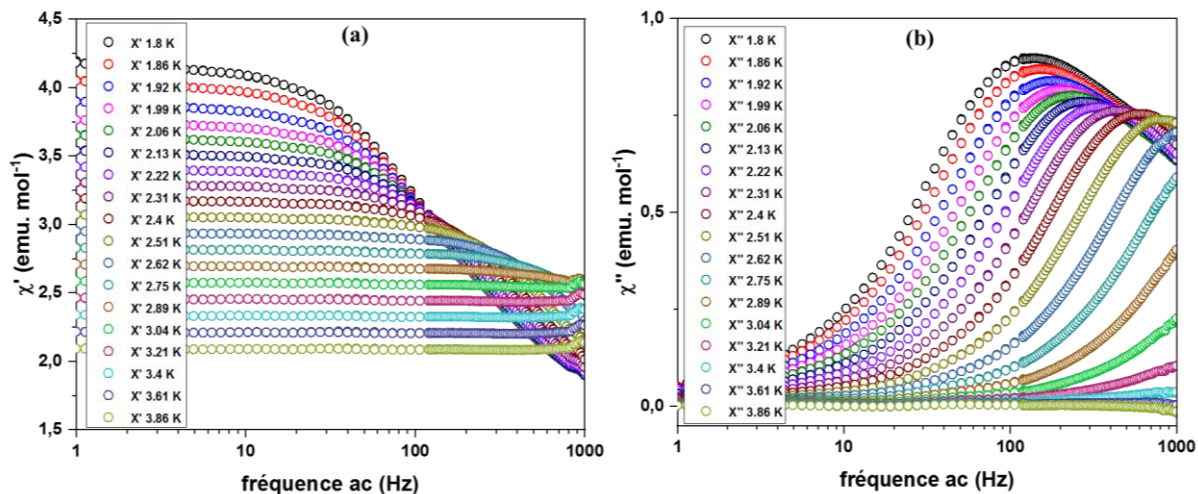 (a)
4,5
4,0
3,5
3,0
2,5
2,0
1,5
χ' (emu. mol⁻¹)
X' 1.8 K
X' 1.86 K
X' 1.92 K
X' 1.99 K
X' 2.06 K
X' 2.13 K
X' 2.22 K
X' 2.31 K
X' 2.4 K
X' 2.51 K
X' 2.62 K
X' 2.75 K
X' 2.89 K
X' 3.04 K
X' 3.21 K
X' 3.4 K
X' 3.61 K
X' 3.86 K
1 10 100 1000
fréquence ac (Hz)
(b)
1,0
0,5
0,0
χ" (emu. mol⁻¹)
X" 1.8 K
X" 1.86 K
X" 1.92 K
X" 1.99 K
X" 2.06 K
X" 2.13 K
X" 2.22 K
X" 2.31 K
X" 2.4 K
X" 2.51 K
X" 2.62 K
X" 2.75 K
X" 2.89 K
X" 3.04 K
X" 3.21 K
X" 3.4 K
X" 3.61 K
X" 3.86 K
1 10 100 1000
fréquence ac (Hz)